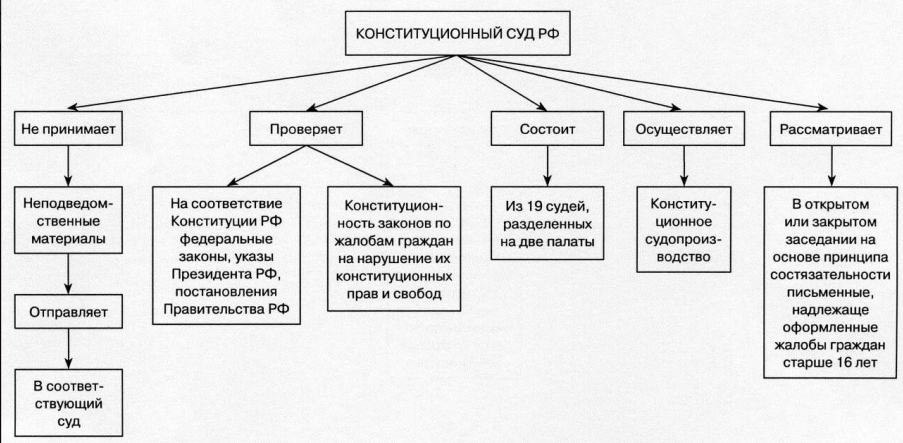 КОНСТИТУЦИОННЫЙ СУД РФ
Не принимает
Проверяет
Состоит
Осуществляет
Рассматривает
Неподведом-
ственные
материалы
На соответствие
Конституции РФ
федеральные
законы, указы
Президента РФ,
постановления
Правительства РФ
Конституцион-
ность законов по
жалобам граждан
на нарушение их
конституционных
прав и свобод
Из 19 судей,
разделенных
на две палаты
Конститу-
ционное
судопроиз-
водство
В открытом
или закрытом
заседании на
основе принципа
состязательности
письменные,
надлежаще
оформленные
жалобы граждан
старше 16 лет
Отправляет
В соответ-
ствующий
суд